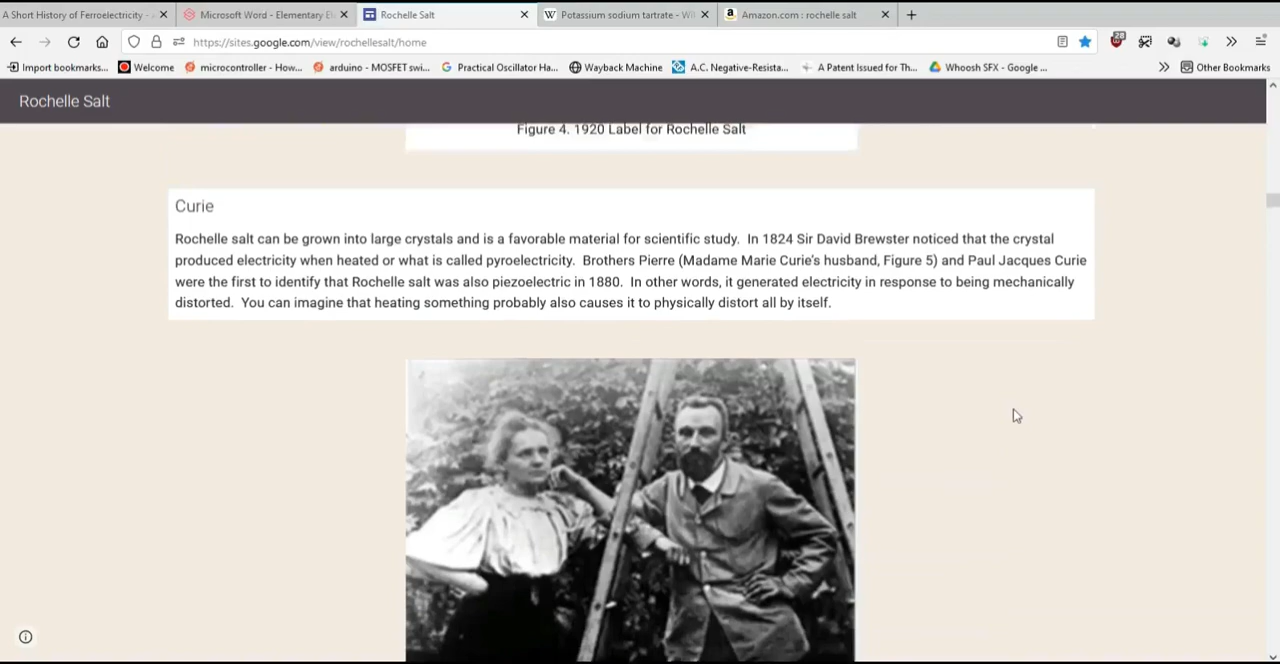 A Short History of Ferroelectricity -
Microsoft Word - Elementary El
Rochelle Salt
W Potassium sodium tartrate - Wi
a Amazon.com : rochelle salt
https://sites.google.com/view/rochellesalt/home
28
Import bookmarks...
Welcome
microcontroller - How...
arduino - MOSFET swi...
G Practical Oscillator Ha...
Wayback Machine
A.C. Negative-Resista...
A Patent Issued for Th...
Whoosh SFX - Google ...
Other Bookmarks
Rochelle Salt
Figure 4. 1920 Label for Rochelle Salt
Curie
Rochelle salt can be grown into large crystals and is a favorable material for scientific study. In 1824 Sir David Brewster noticed that the crystal
produced electricity when heated or what is called pyroelectricity. Brothers Pierre (Madame Marie Curie's husband, Figure 5) and Paul Jacques Curie
were the first to identify that Rochelle salt was also piezoelectric in 1880. In other words, it generated electricity in response to being mechanically
distorted. You can imagine that heating something probably also causes it to physically distort all by itself.